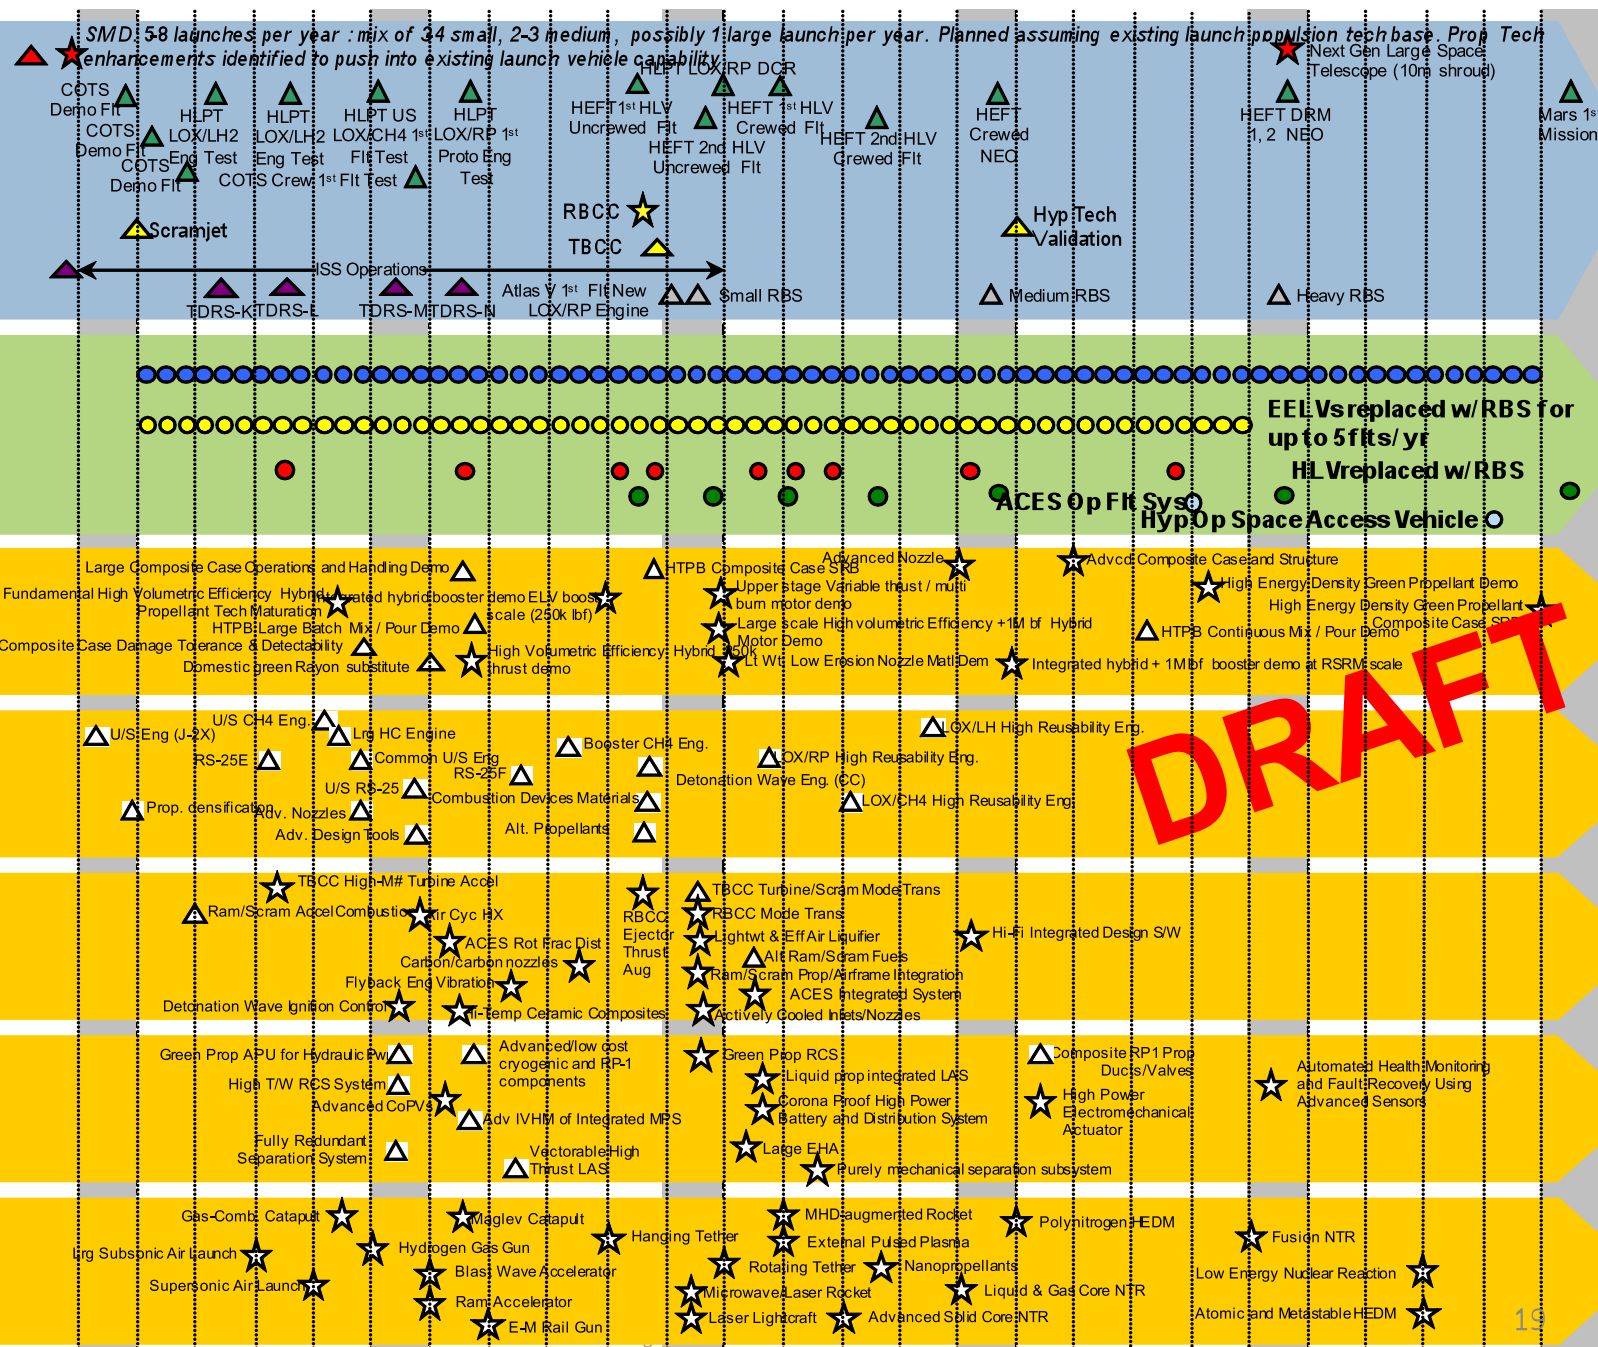 SMD: 5-8 launches per year : mix of 3-4 small, 2-3 medium, possibly 1 large launch per year. Planned assuming existing launch propulsion tech base. Prop Tech
enhancements identified to push into existing launch vehicle capability
Next Gen Large Space
Telescope (10m shroud)
HLPT LOX/RP DCR
COTS
Demo Flt
COTS
Demo Flt
COTS
Demo Flt
HLPT
LOX/LH2
Eng Test
HLPT
LOX/LH2
Eng Test
HLPT US
LOX/CH4 1st
Flt Test
HLPT
LOX/RP 1st
Proto Eng
Test
COTS Crew 1st Flt Test
HEFT 1st HLV
Uncrewed Flt
HEFT 2nd HLV
Uncrewed Flt
HEFT 1st HLV
Crewed Flt
HEFT 2nd HLV
Crewed Flt
HEFT
Crewed
NEO
HEFT DRM
1, 2 NEO
Mars 1st
Mission
Scramjet
RBCC
TBCC
Hyp Tech
Validation
ISS Operations
TDRS-K
TDRS-L
TDRS-M
TDRS-N
Atlas V 1st Flt New
LOX/RP Engine
Small RBS
Medium RBS
Heavy RBS
EELVs replaced w/ RBS for
up to 5 flts/yr
HLV replaced w/ RBS
ACES Op Flt Sys
Hyp Op Space Access Vehicle
Large Composite Case Operations and Handling Demo
HTPB Composite Case SRB
Advanced Nozzle
Advcd Composite Case and Structure
Fundamental High Volumetric Efficiency Hybrid
Propellant Tech Maturation
Integrated hybrid booster demo ELV boost
scale (250k lbf)
Upper stage Variable thrust / multi
burn motor demo
High Energy Density Green Propellant Demo
High Energy Density Green Propellant
Composite Case SRB
HTPB Large Batch Mix / Pour Demo
Large scale High volumetric Efficiency +1M lbf Hybrid
Motor Demo
HTPB Continuous Mix / Pour Demo
Composite Case Damage Tolerance & Detectability
Domestic green Rayon substitute
High Volumetric Efficiency Hybrid 250k
thrust demo
Lt Wt. Low Erosion Nozzle Matl Dem
Integrated hybrid + 1M lbf booster demo at RSRM scale
DRAFT
U/S CH4 Eng.
U/S Eng (J-2X)
Lrg HC Engine
Booster CH4 Eng.
LOX/LH High Reusability Eng.
RS-25E
Common U/S Eng
RS-25F
LOX/RP High Reusability Eng.
Detonation Wave Eng. (CC)
U/S RS-25
Combustion Devices Materials
LOX/CH4 High Reusability Eng.
Prop. densification
Adv. Nozzles
Adv. Design Tools
Alt. Propellants
TBCC High-M# Turbine Accel
TBCC Turbine/Scram Mode Trans
Ram/Scram Accel Combustion
Air Cyc HX
RBCC
Ejector
Thrust
Aug
RBCC Mode Trans
Lightwt & Eff Air Liquifier
Hi-Fi Integrated Design S/W
ACES Rot Frac Dist
Alt Ram/Scram Fuels
Carbon/carbon nozzles
Ram/Scram Prop/Airframe Integration
Flyback Eng Vibration
ACES Integrated System
Detonation Wave Ignition Control
Hi-Temp Ceramic Composites
Actively Cooled Inlets/Nozzles
Green Prop APU for Hydraulic Pwr
Advanced/low cost
cryogenic and RP-1
components
Green Prop RCS
Composite RP1 Prop
Ducts/Valves
Automated Health Monitoring
and Fault Recovery Using
Advanced Sensors
High T/W RCS System
Liquid prop integrated LAS
Advanced CoPVs
Corona Proof High Power
Battery and Distribution System
High Power
Electromechanical
Actuator
Adv IVHM of Integrated MPS
Fully Redundant
Separation System
Vectorable High
Thrust LAS
Large EHA
Purely mechanical separation subsystem
Gas-Comb. Catapult
Maglev Catapult
MHD-augmented Rocket
Polynitrogen HEDM
Lrg Subsonic Air Launch
Hydrogen Gas Gun
Hanging Tether
External Pulsed Plasma
Fusion NTR
Supersonic Air Launch
Blast Wave Accelerator
Rotating Tether
Nanopropellants
Low Energy Nuclear Reaction
Ram Accelerator
Microwave/Laser Rocket
Liquid & Gas Core NTR
E-M Rail Gun
Laser Lightcraft
Advanced Solid Core NTR
Atomic and Metastable HEDM
19